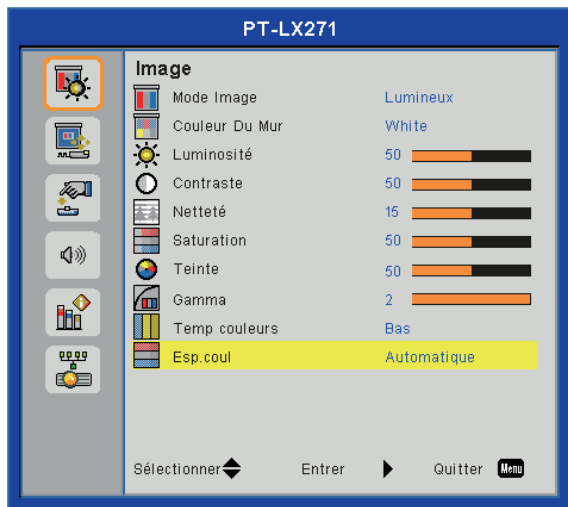 PT-LX271
Image
Mode Image Lumineux
Couleur Du Mur White
Luminosité 50
Contraste 50
Netteté 15
Saturation 50
Teinte 50
Gamma 2
Temp couleurs Bas
Esp.coul Automatique
Sélectionner Entrer Quitter Menu